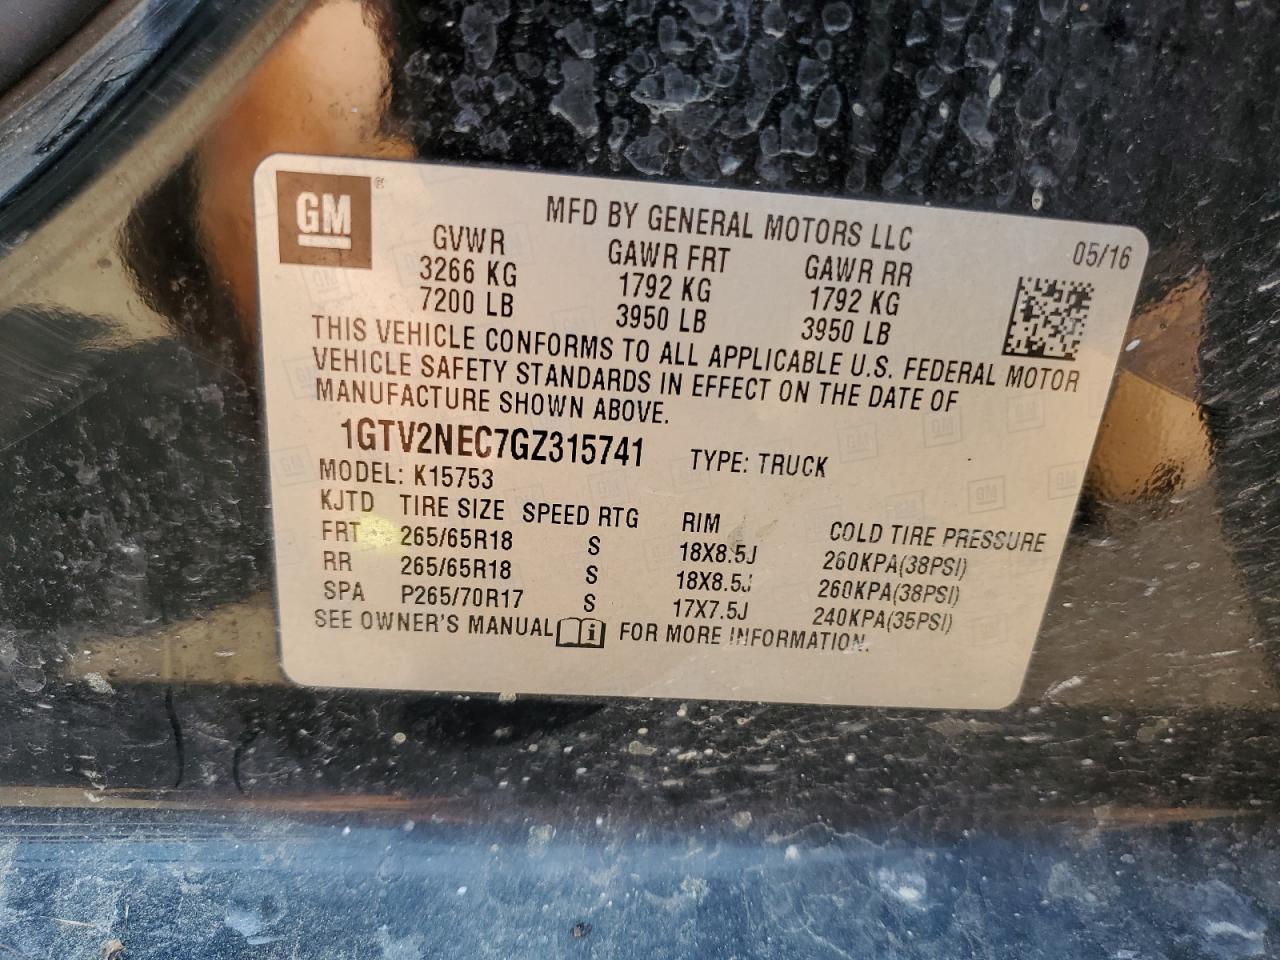 GM ®
MFD BY GENERAL MOTORS LLC
05/16
GVWR GAWR FRT GAWR RR
3266 KG 1792 KG 1792 KG
7200 LB 3950 LB 3950 LB
THIS VEHICLE CONFORMS TO ALL APPLICABLE U.S. FEDERAL MOTOR
VEHICLE SAFETY STANDARDS IN EFFECT ON THE DATE OF
MANUFACTURE SHOWN ABOVE.
1GTV2NEC7GZ315741 TYPE: TRUCK
MODEL: K15753
KJTD TIRE SIZE SPEED RTG RIM COLD TIRE PRESSURE
FRT 265/65R18 S 18X8.5J 260KPA(38PSI)
RR 265/65R18 S 18X8.5J 260KPA(38PSI)
SPA P265/70R17 S 17X7.5J 240KPA(35PSI)
SEE OWNER'S MANUAL i FOR MORE INFORMATION.